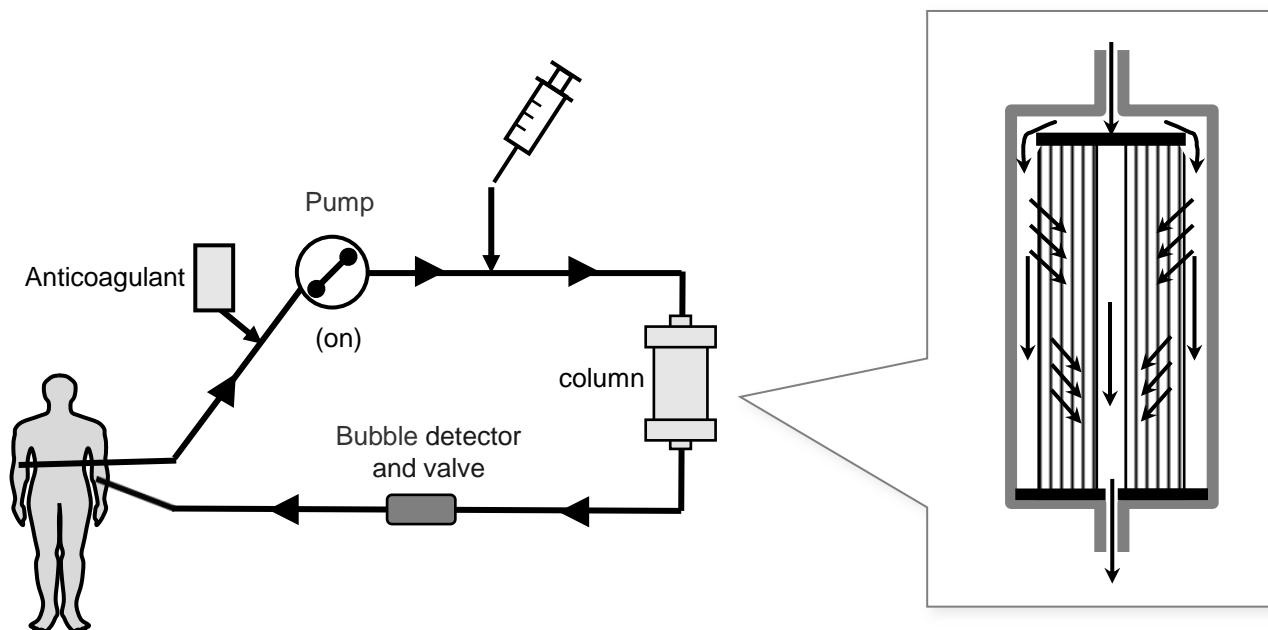 Pump
Anticoagulant
(on)
column
Bubble detector
and valve